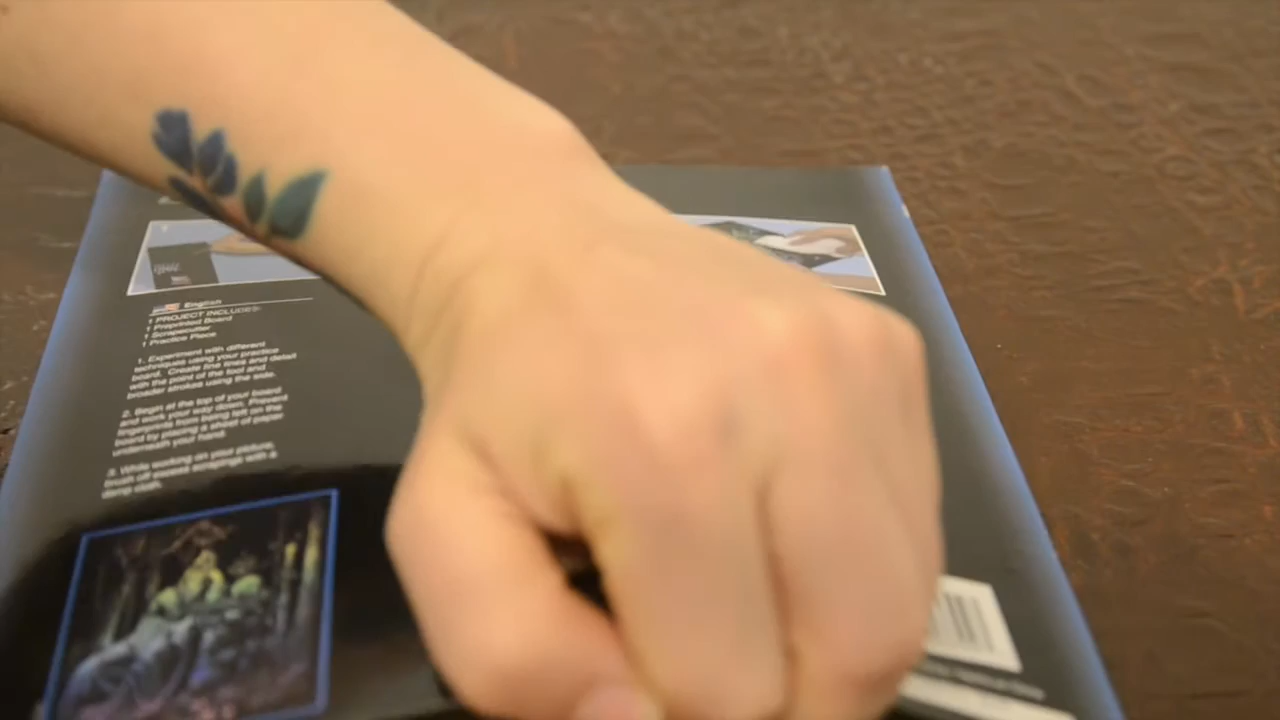 English
1 PROJECT INCLUDES:
1 Preprinted Board
1 Scrapecutter
1 Practice Piece
1. Experiment with different
techniques using your practice
board. Create fine lines and detail
with the point of the tool and
broader strokes using the side.
2. Begin at the top of your board
and work your way down. Prevent
fingerprints from being left on the
board by placing a sheet of paper
underneath your hand.
3. While working on your picture,
brush off excess scrapings with a
damp cloth.